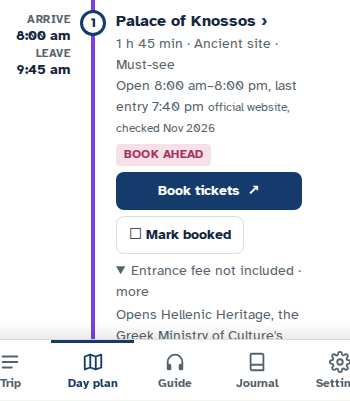 ARRIVE
8:00 am
LEAVE
9:45 am
1
Palace of Knossos ›
1 h 45 min · Ancient site ·
Must-see
Open 8:00 am–8:00 pm, last
entry 7:40 pm official website,
checked Nov 2026
BOOK AHEAD
Book tickets ↗
☐ Mark booked
▼ Entrance fee not included ·
more
Opens Hellenic Heritage, the
Greek Ministry of Culture's
Trip
Day plan
Guide
Journal
Settin